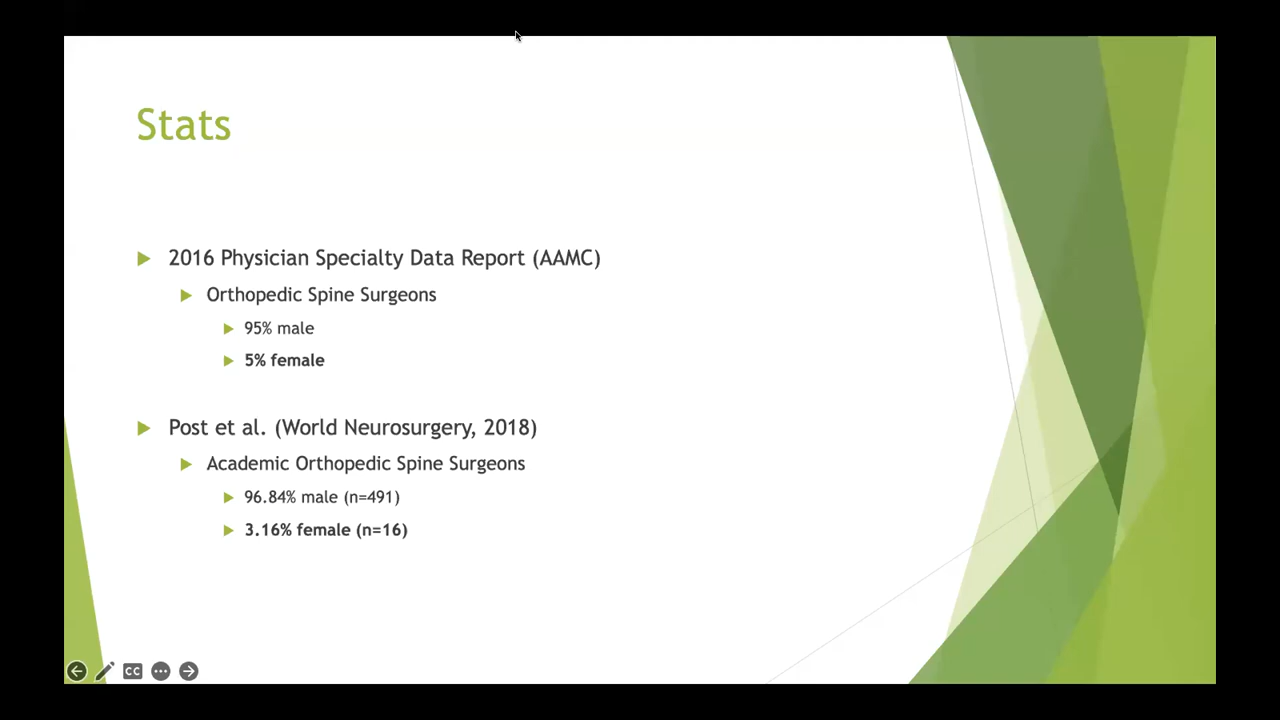 Stats
2016 Physician Specialty Data Report (AAMC)
Orthopedic Spine Surgeons
95% male
5% female
Post et al. (World Neurosurgery, 2018)
Academic Orthopedic Spine Surgeons
96.84% male (n=491)
3.16% female (n=16)
CC